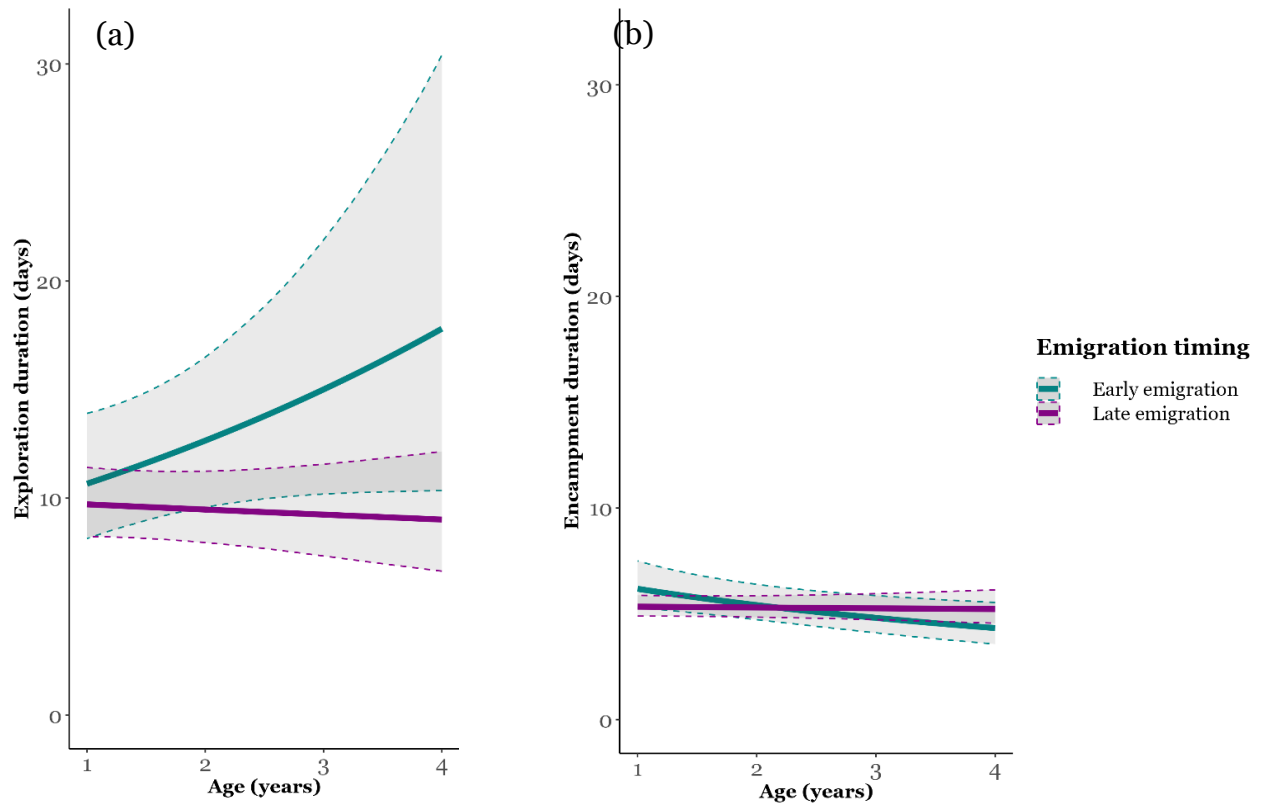 (a)
30
20
10
0
1 2 3 4
Exploration duration (days)
Age (years)
(b)
30
20
10
0
1 2 3 4
Encampment duration (days)
Age (years)
Emigration timing
Early emigration
Late emigration